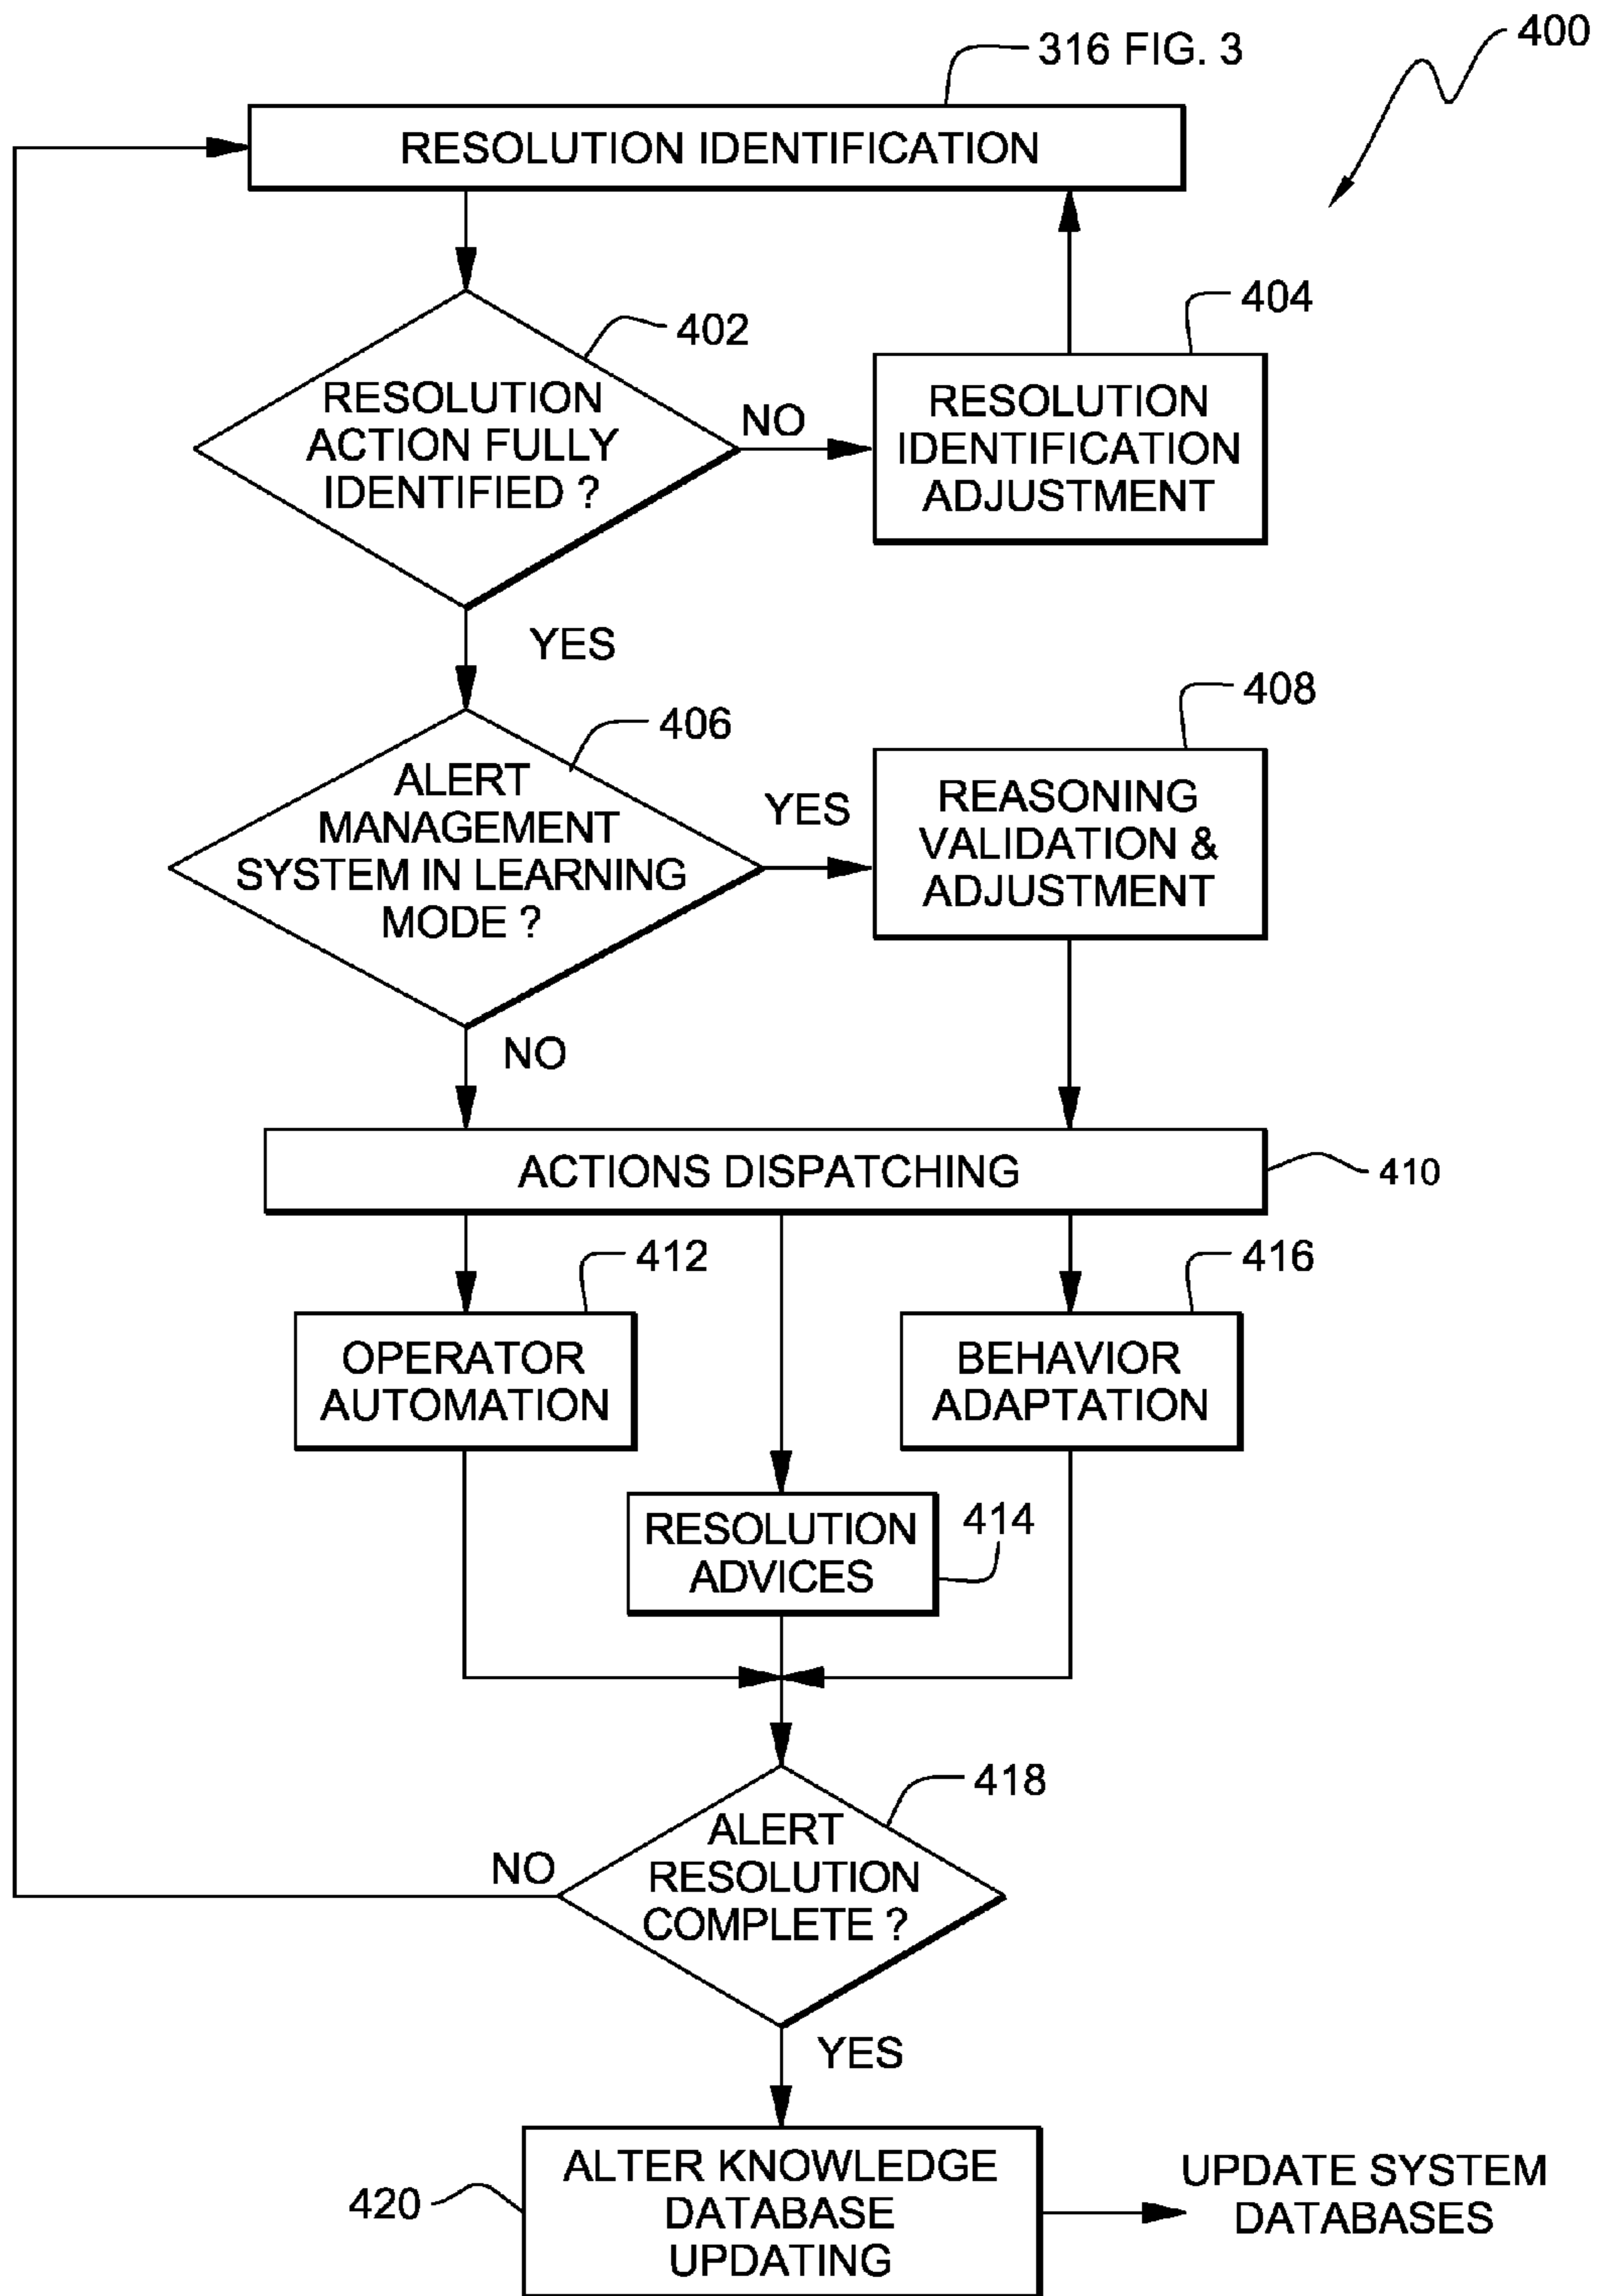 400
316 FIG. 3
RESOLUTION IDENTIFICATION
404
402
RESOLUTION
ACTION FULLY
IDENTIFIED ?
NO
RESOLUTION
IDENTIFICATION
ADJUSTMENT
YES
408
406
ALERT
MANAGEMENT
SYSTEM IN LEARNING
MODE ?
YES
REASONING
VALIDATION &
ADJUSTMENT
NO
ACTIONS DISPATCHING
410
412
416
OPERATOR
AUTOMATION
BEHAVIOR
ADAPTATION
RESOLUTION
ADVICES
414
418
ALERT
RESOLUTION
COMPLETE ?
NO
YES
420
ALTER KNOWLEDGE
DATABASE
UPDATING
UPDATE SYSTEM
DATABASES